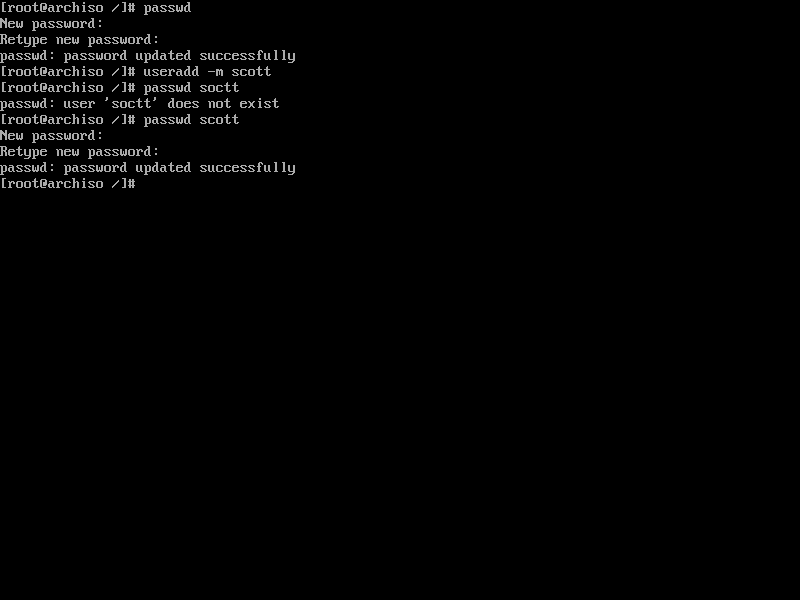 [root@archiso /]# passwd
New password:
Retype new password:
passwd: password updated successfully
[root@archiso /]# useradd -m scott
[root@archiso /]# passwd soctt
passwd: user 'soctt' does not exist
[root@archiso /]# passwd scott
New password:
Retype new password:
passwd: password updated successfully
[root@archiso /]#